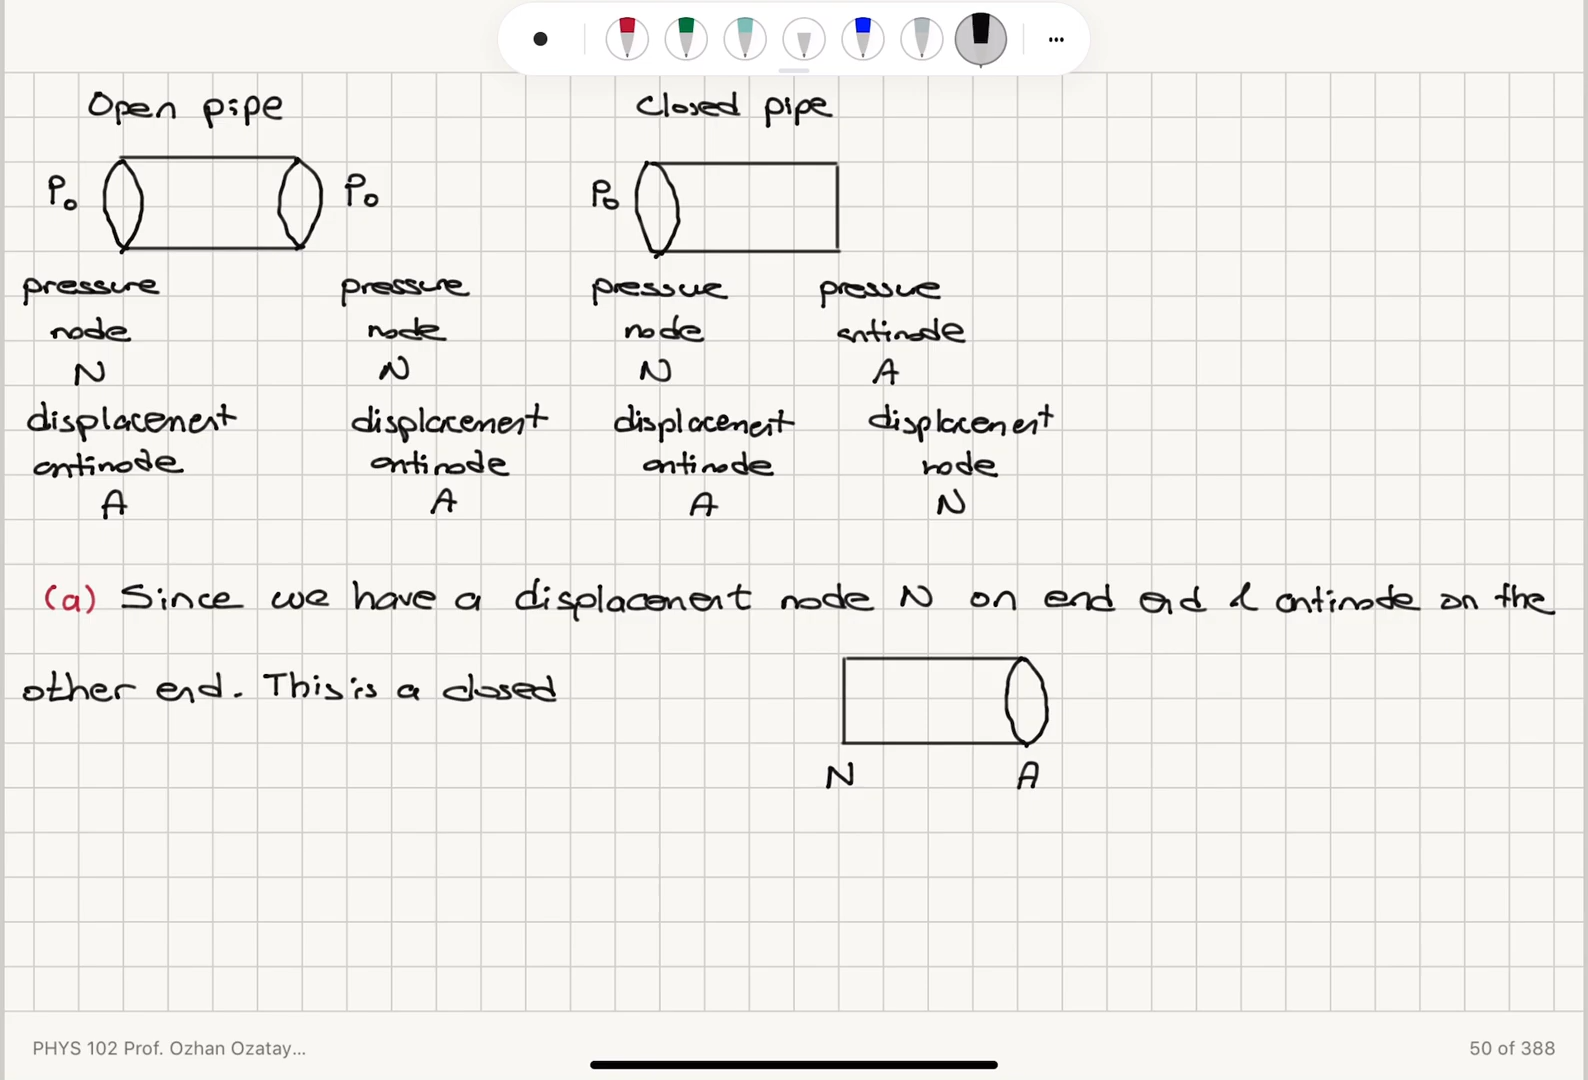 Open pipe
Closed pipe
P₀
P₀
P₀
pressure
node
N
pressure
node
N
pressue
node
N
pressue
antinode
A
displacement
antinode
A
displacement
antinode
A
displacement
antinode
A
displacement
node
N
(a) Since we have a displacement node N on end and & antinode on the
other end. This is a closed
N
A
PHYS 102 Prof. Ozhan Ozatay...
50 of 388